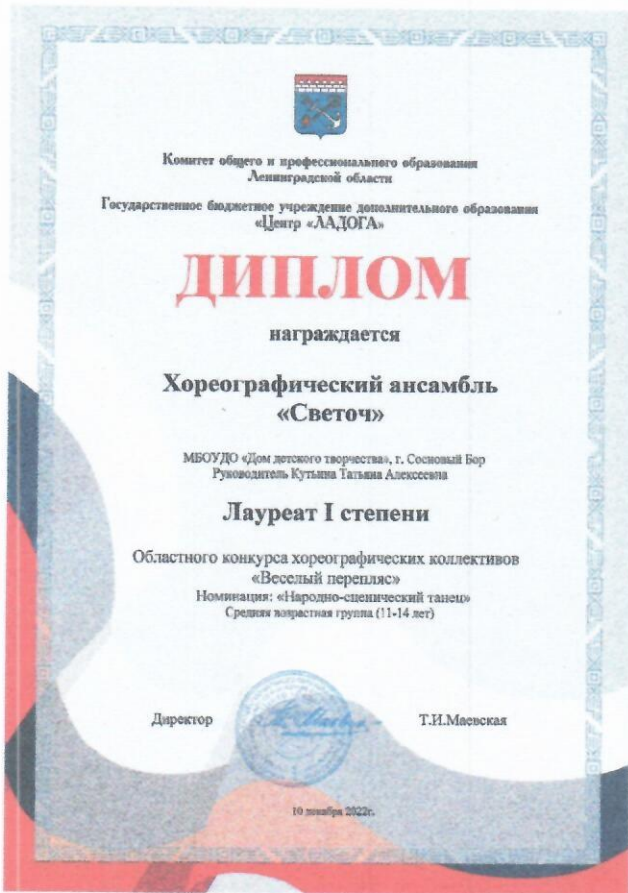 Комитет общего и профессионального образования
Ленинградской области
Государственное бюджетное учреждение дополнительного образования
«Центр «ЛАДОГА»
ДИПЛОМ
награждается
Хореографический ансамбль
«Светоч»
МБОУДО «Дом детского творчества», г. Сосновый Бор
Руководитель Кутьина Татьяна Алексеевна
Лауреат I степени
Областного конкурса хореографических коллективов
«Веселый перепляс»
Номинация: «Народно-сценический танец»
Средняя возрастная группа (11-14 лет)
Директор
Т.И.Маевская
10 декабря 2022г.